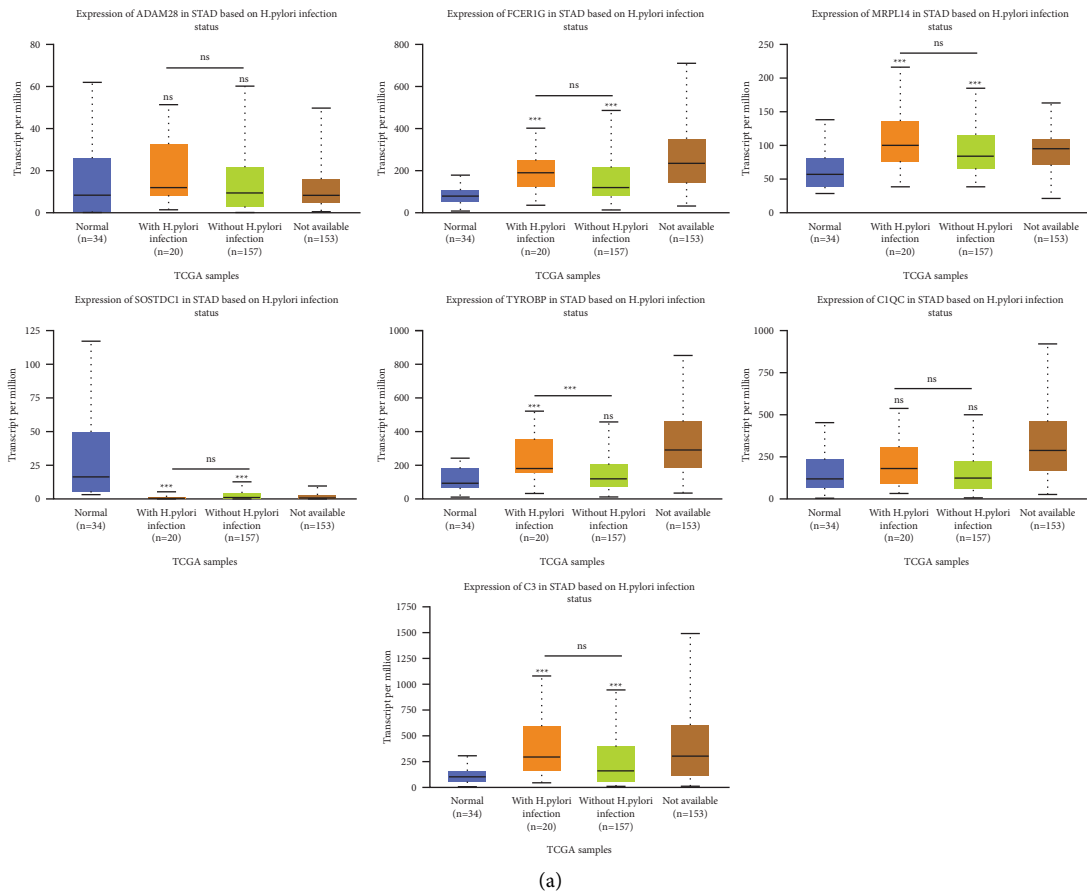 Expression of ADAM28 in STAD based on H.pylori infection
status
Transcript per million
80
60
40
20
0
ns
ns
ns
Normal
(n=34)
With H.pylori
infection
(n=20)
Without H.pylori
infection
(n=157)
Not available
(n=153)
TCGA samples
Expression of FCER1G in STAD based on H.pylori infection
status
Transcript per million
800
600
400
200
0
ns
***
***
Normal
(n=34)
With H.pylori
infection
(n=20)
Without H.pylori
infection
(n=157)
Not available
(n=153)
TCGA samples
Expression of MRPL14 in STAD based on H.pylori infection
status
Transcript per million
250
200
150
100
50
0
ns
***
***
Normal
(n=34)
With H.pylori
infection
(n=20)
Without H.pylori
infection
(n=157)
Not available
(n=153)
TCGA samples
Expression of SOSTDC1 in STAD based on H.pylori infection
status
Transcript per million
125
100
75
50
25
0
ns
***
***
Normal
(n=34)
With H.pylori
infection
(n=20)
Without H.pylori
infection
(n=157)
Not available
(n=153)
TCGA samples
Expression of TYROBP in STAD based on H.pylori infection
status
Transcript per million
1000
800
600
400
200
0
***
***
ns
Normal
(n=34)
With H.pylori
infection
(n=20)
Without H.pylori
infection
(n=157)
Not available
(n=153)
TCGA samples
Expression of C1QC in STAD based on H.pylori infection
status
Transcript per million
1000
750
500
250
0
ns
ns
ns
Normal
(n=34)
With H.pylori
infection
(n=20)
Without H.pylori
infection
(n=157)
Not available
(n=153)
TCGA samples
Expression of C3 in STAD based on H.pylori infection
status
Transcript per million
1750
1500
1250
1000
750
500
250
0
ns
***
***
Normal
(n=34)
With H.pylori
infection
(n=20)
Without H.pylori
infection
(n=157)
Not available
(n=153)
TCGA samples
(a)